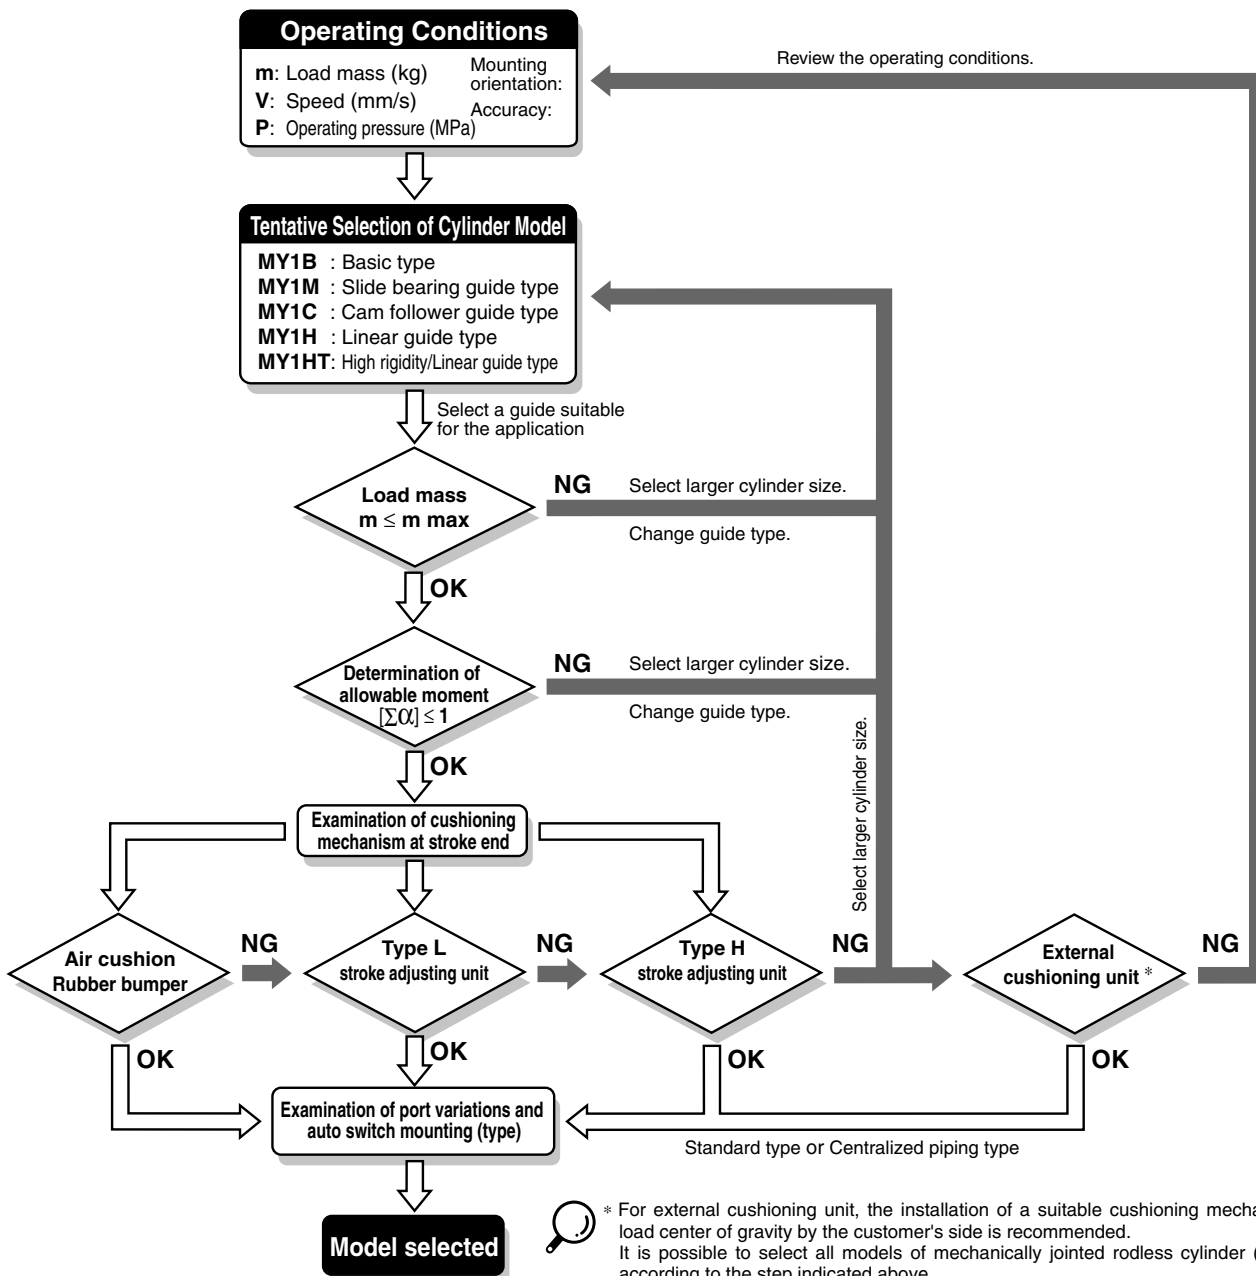 Operating Conditions
m: Load mass (kg)
V: Speed (mm/s)
P: Operating pressure (MPa)
Mounting
orientation:
Accuracy:
Review the operating conditions.
Tentative Selection of Cylinder Model
MY1B : Basic type
MY1M : Slide bearing guide type
MY1C : Cam follower guide type
MY1H : Linear guide type
MY1HT: High rigidity/Linear guide type
Select a guide suitable
for the application
Load mass
m ≤ m max
NG
Select larger cylinder size.
Change guide type.
OK
Determination of
allowable moment
[Σα] ≤ 1
NG
Select larger cylinder size.
Change guide type.
OK
Select larger cylinder size.
Examination of cushioning
mechanism at stroke end
Air cushion
Rubber bumper
NG
Type L
stroke adjusting unit
NG
Type H
stroke adjusting unit
NG
External
cushioning unit *
NG
OK
OK
OK
OK
Examination of port variations and
auto switch mounting (type)
Standard type or Centralized piping type
Model selected
* For external cushioning unit, the installation of a suitable cushioning mecha
load center of gravity by the customer's side is recommended.
It is possible to select all models of mechanically jointed rodless cylinder (
according to the step indicated above.